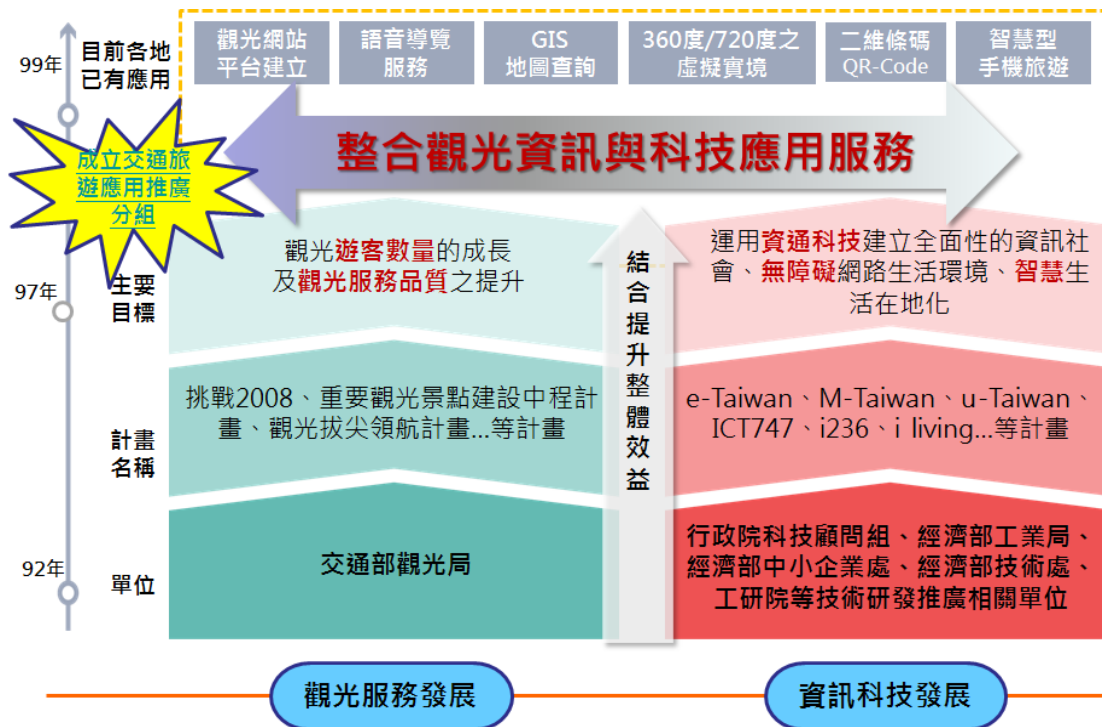 99年
目前各地
已有應用
觀光網站
平台建立
語音導覽
服務
GIS
地圖查詢
360度/720度之
虛擬實境
二維條碼
QR-Code
智慧型
手機旅遊
成立交通旅
遊應用推廣
分組
整合觀光資訊與科技應用服務
97年
主要
目標
觀光遊客數量的成長
及觀光服務品質之提升
結合提升整體效益
運用資通科技建立全面性的資訊社
會、無障礙網路生活環境、智慧生
活在地化
計畫
名稱
挑戰2008、重要觀光景點建設中程計
畫、觀光拔尖領航計畫...等計畫
e-Taiwan、M-Taiwan、u-Taiwan、
ICT747、i236、i living...等計畫
92年
單位
交通部觀光局
行政院科技顧問組、經濟部工業局、
經濟部中小企業處、經濟部技術處、
工研院等技術研發推廣相關單位
觀光服務發展
資訊科技發展